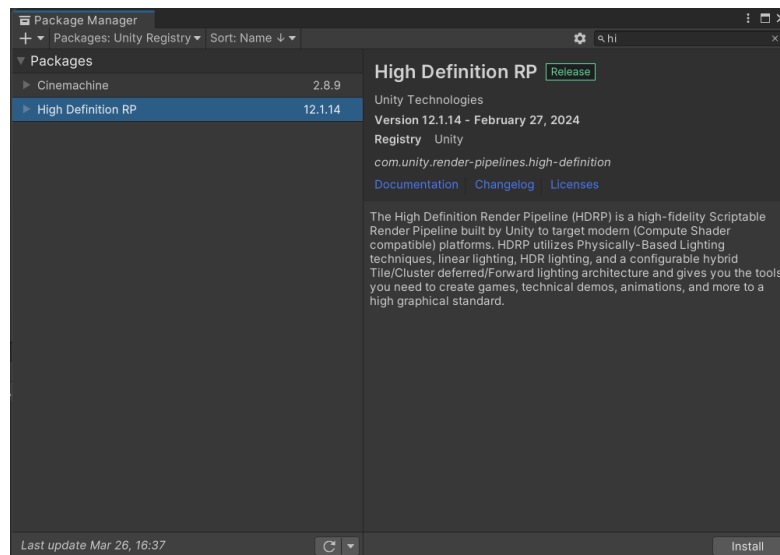 Package Manager
Packages: Unity Registry Sort: Name ↓
hi
Packages
Cinemachine 2.8.9
High Definition RP 12.1.14
High Definition RP Release
Unity Technologies
Version 12.1.14 - February 27, 2024
Registry Unity
com.unity.render-pipelines.high-definition
Documentation Changelog Licenses
The High Definition Render Pipeline (HDRP) is a high-fidelity Scriptable
Render Pipeline built by Unity to target modern (Compute Shader
compatible) platforms. HDRP utilizes Physically-Based Lighting
techniques, linear lighting, HDR lighting, and a configurable hybrid
Tile/Cluster deferred/Forward lighting architecture and gives you the tools
you need to create games, technical demos, animations, and more to a
high graphical standard.
Last update Mar 26, 16:37
Install